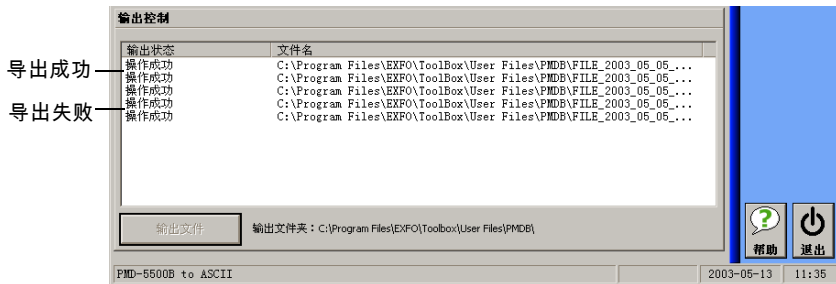 输出控制
输出状态 文件名
导出成功
操作成功 C:\Program Files\EXFO\ToolBox\User Files\PMDB\FILE_2003_05_05_...
操作成功 C:\Program Files\EXFO\ToolBox\User Files\PMDB\FILE_2003_05_05_...
操作成功 C:\Program Files\EXFO\ToolBox\User Files\PMDB\FILE_2003_05_05_...
导出失败
操作成功 C:\Program Files\EXFO\ToolBox\User Files\PMDB\FILE_2003_05_05_...
操作成功 C:\Program Files\EXFO\ToolBox\User Files\PMDB\FILE_2003_05_05_...
输出文件 输出文件夹：C:\Program Files\EXFO\Toolbox\User Files\PMDB\
帮助 退出
PMD-5500B to ASCII 2003-05-13 11:35